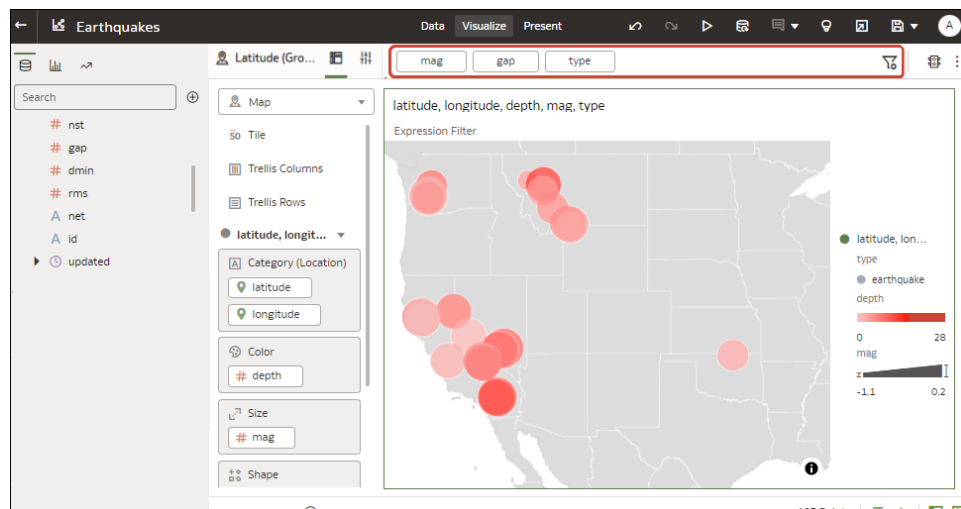 Earthquakes
Data Visualize Present
A
Latitude (Gro...
mag gap type
Search
# nst
# gap
# dmin
# rms
A net
A id
updated
Map
50 Tile
Trellis Columns
Trellis Rows
latitude, longit...
A Category (Location)
latitude
longitude
Color
# depth
Size
# mag
Shape
latitude, longitude, depth, mag, type
Expression Filter
latitude, lon...
type
earthquake
depth
0 28
mag
-1.1 0.2